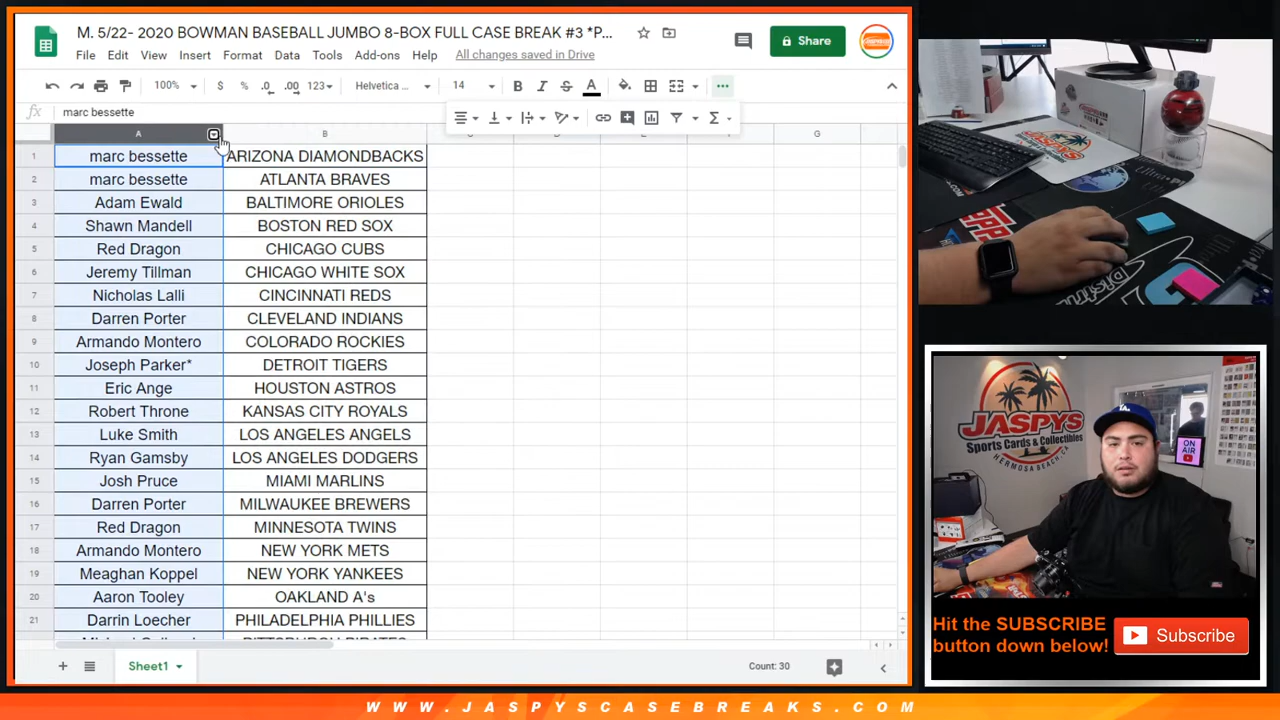 M. 5/22- 2020 BOWMAN BASEBALL JUMBO 8-BOX FULL CASE BREAK #3 *P...
Share
File Edit View Insert Format Data Tools Add-ons Help All changes saved in Drive
100% $ % .0 .00 123 Helvetica ... 14 B I S A
fx marc bessette
A B C D E F G
1 marc bessette ARIZONA DIAMONDBACKS
2 marc bessette ATLANTA BRAVES
3 Adam Ewald BALTIMORE ORIOLES
4 Shawn Mandell BOSTON RED SOX
5 Red Dragon CHICAGO CUBS
6 Jeremy Tillman CHICAGO WHITE SOX
7 Nicholas Lalli CINCINNATI REDS
8 Darren Porter CLEVELAND INDIANS
9 Armando Montero COLORADO ROCKIES
10 Joseph Parker* DETROIT TIGERS
11 Eric Ange HOUSTON ASTROS
12 Robert Throne KANSAS CITY ROYALS
13 Luke Smith LOS ANGELES ANGELS
14 Ryan Gamsby LOS ANGELES DODGERS
15 Josh Pruce MIAMI MARLINS
16 Darren Porter MILWAUKEE BREWERS
17 Red Dragon MINNESOTA TWINS
18 Armando Montero NEW YORK METS
19 Meaghan Koppel NEW YORK YANKEES
20 Aaron Tooley OAKLAND A's
21 Darrin Loecher PHILADELPHIA PHILLIES
PITTSBURGH PIRATES
Sheet1
Count: 30
JASPYS
Sports Cards & Collectibles
HERMOSA BEACH, CA
ON
AIR
LA
Hit the SUBSCRIBE
button down below!
Subscribe
WWW.JASPYSCASEBREAKS.COM